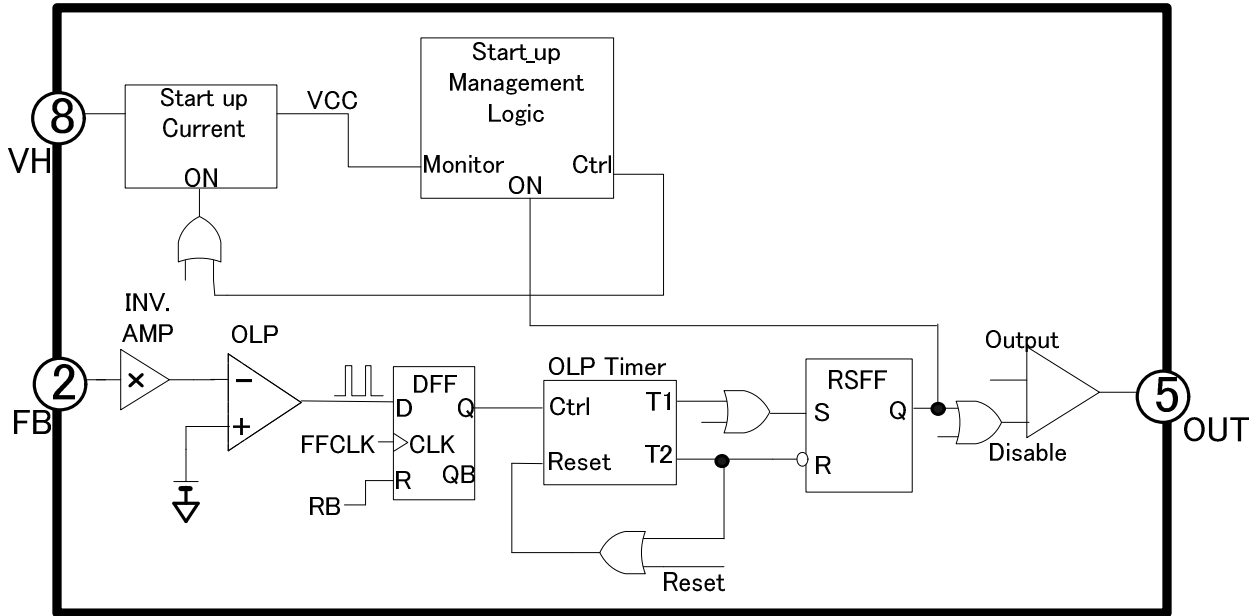 8
VH
Start up
Current
ON
VCC
Start_up
Management
Logic
Monitor
Ctrl
ON
INV.
AMP
×
OLP
2
FB
−
+
DFF
D
Q
FFCLK
CLK
QB
R
RB
OLP Timer
Ctrl
T1
Reset
T2
Reset
RSFF
S
Q
R
Output
Disable
5
OUT